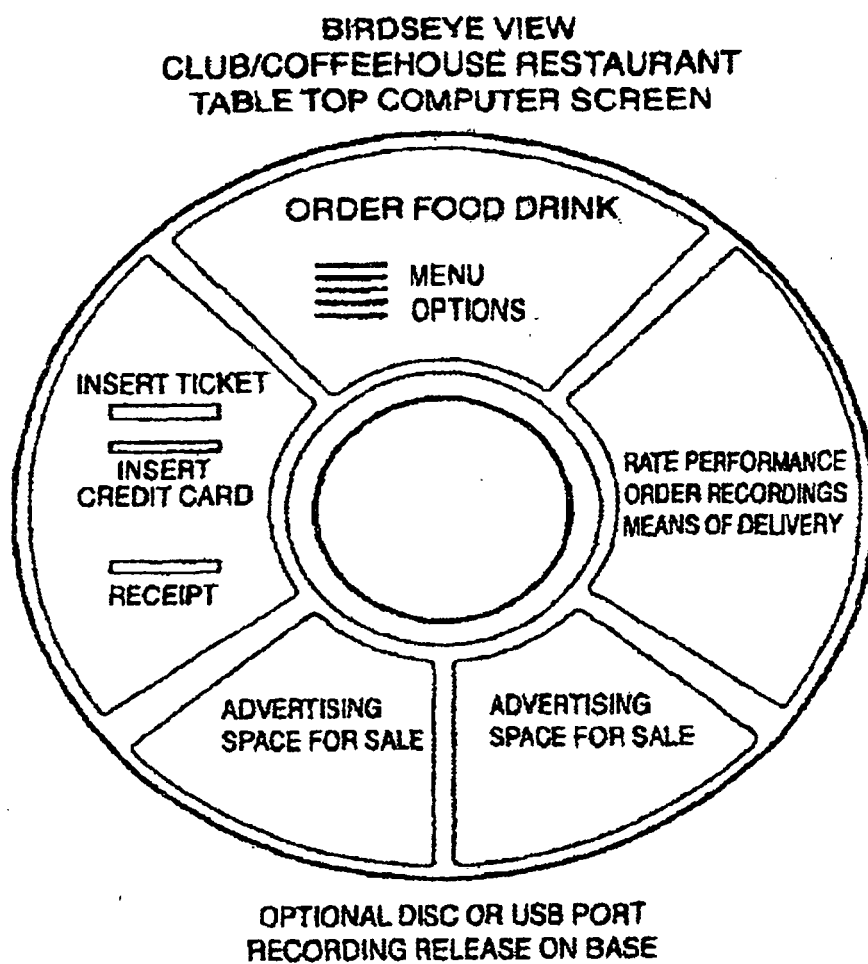 BIRDSEYE VIEW
CLUB/COFFEEHOUSE RESTAURANT
TABLE TOP COMPUTER SCREEN
ORDER FOOD DRINK
MENU
OPTIONS
INSERT TICKET
INSERT
CREDIT CARD
RECEIPT
RATE PERFORMANCE
ORDER RECORDINGS
MEANS OF DELIVERY
ADVERTISING
SPACE FOR SALE
ADVERTISING
SPACE FOR SALE
OPTIONAL DISC OR USB PORT
RECORDING RELEASE ON BASE